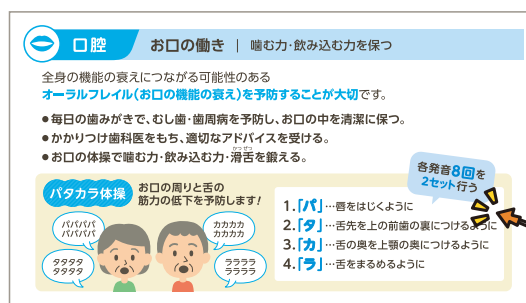 口腔 お口の働き | 噛む力・飲み込む力を保つ
全身の機能の衰えにつながる可能性のある
オーラルフレイル(お口の機能の衰え)を予防することが大切です。
●毎日の歯みがきで、むし歯・歯周病を予防し、お口の中を清潔に保つ。
●かかりつけ歯科医をもち、適切なアドバイスを受ける。
かつぜつ
●お口の体操で噛む力・飲み込む力・滑舌を鍛える。
各発音8回を
2セット行う
パタカラ体操
お口の周りと舌の
筋力の低下を予防します!
パパパパ
パパパパ
カカカカ
カカカカ
タタタタ
タタタタ
ララララ
ララララ
1.「パ」…唇をはじくように
2.「タ」…舌先を上の前歯の裏につけるように
3.「カ」…舌の奥を上顎の奥につけるように
4.「ラ」…舌をまるめるように